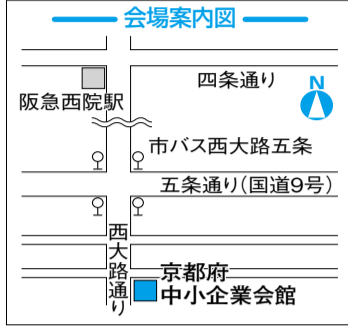 会場案内図
四条通り
N
阪急西院駅
市バス西大路五条
五条通り(国道9号)
西大路通り
京都府
中小企業会館